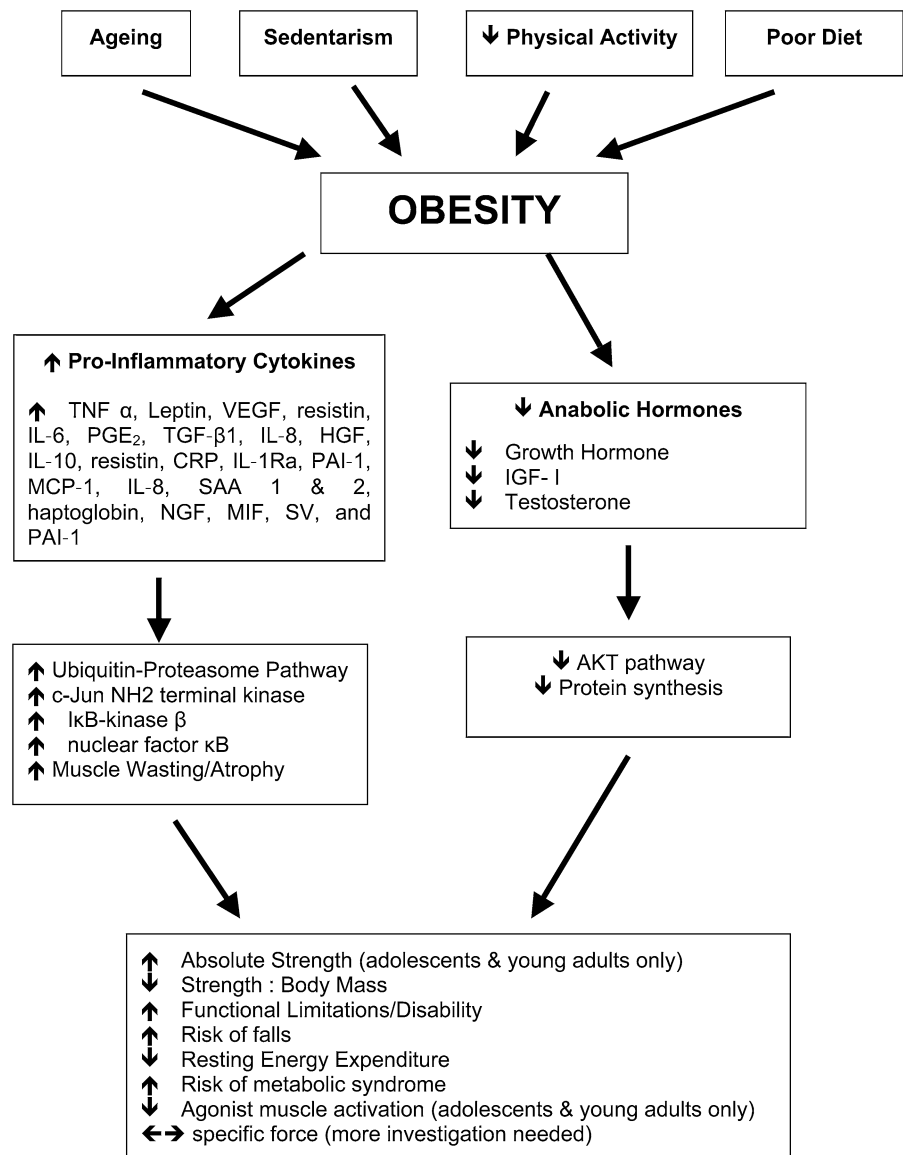 Ageing
Sedentarism
↓ Physical Activity
Poor Diet
OBESITY
↑ Pro-Inflammatory Cytokines
↑ TNF α, Leptin, VEGF, resistin,
IL-6, PGE₂, TGF-β1, IL-8, HGF,
IL-10, resistin, CRP, IL-1Ra, PAI-1,
MCP-1, IL-8, SAA 1 & 2,
haptoglobin, NGF, MIF, SV, and
PAI-1
↓ Anabolic Hormones
↓ Growth Hormone
↓ IGF- I
↓ Testosterone
↑ Ubiquitin-Proteasome Pathway
↑ c-Jun NH2 terminal kinase
↑ IκB-kinase β
↑ nuclear factor κB
↑ Muscle Wasting/Atrophy
↓ AKT pathway
↓ Protein synthesis
↑ Absolute Strength (adolescents & young adults only)
↓ Strength : Body Mass
↑ Functional Limitations/Disability
↑ Risk of falls
↓ Resting Energy Expenditure
↑ Risk of metabolic syndrome
↓ Agonist muscle activation (adolescents & young adults only)
←→ specific force (more investigation needed)